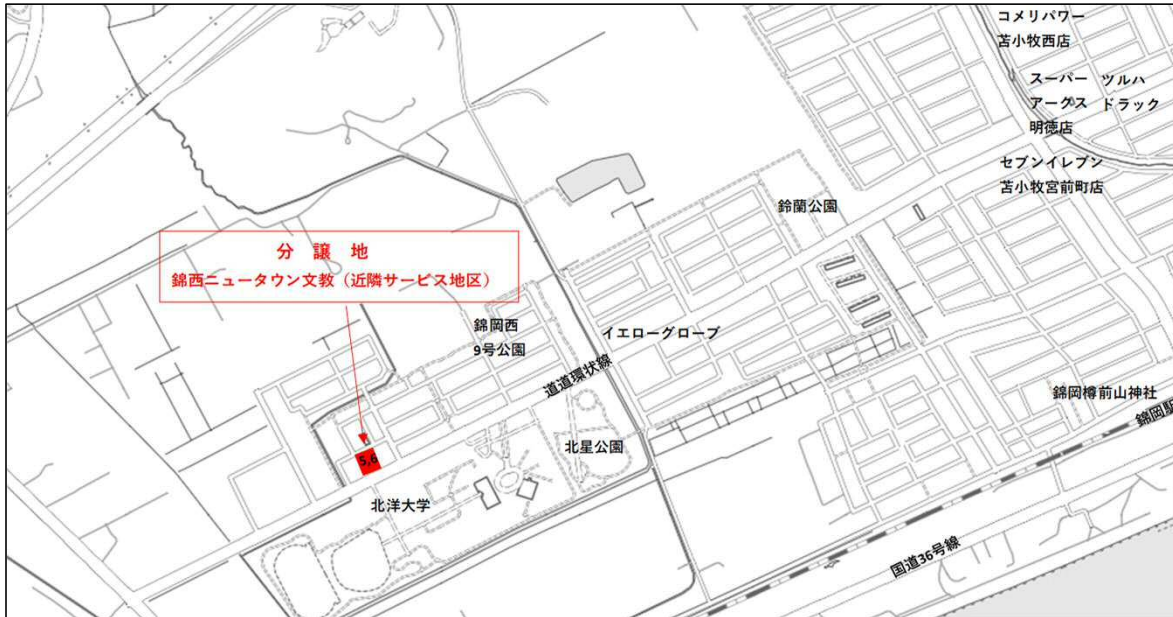 コメリパワー
苫小牧西店
スーパー
アークス
明徳店
ツルハ
ドラック
セブンイレブン
苫小牧宮前町店
鈴蘭公園
分 譲 地
錦西ニュータウン文教（近隣サービス地区）
錦岡西
9号公園
イエローグローブ
道道環状線
錦岡樽前山神社
錦岡駅
5,6
北星公園
北洋大学
国道36号線